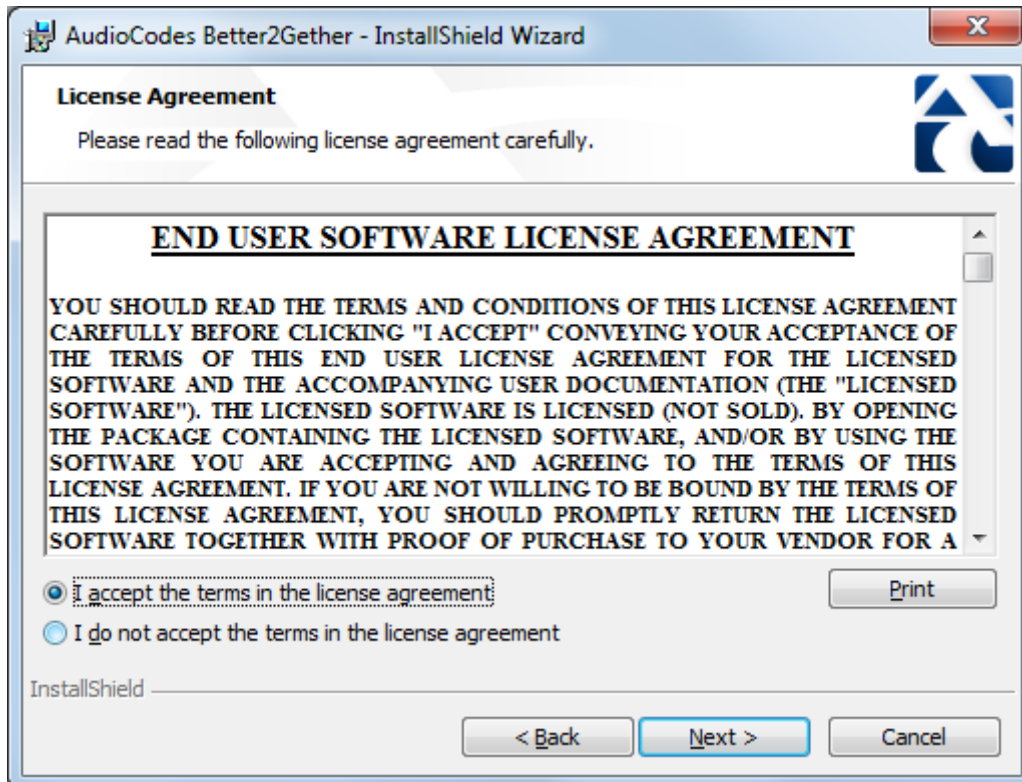 AudioCodes Better2Gether - InstallShield Wizard
License Agreement
Please read the following license agreement carefully.
END USER SOFTWARE LICENSE AGREEMENT
YOU SHOULD READ THE TERMS AND CONDITIONS OF THIS LICENSE AGREEMENT
CAREFULLY BEFORE CLICKING "I ACCEPT" CONVEYING YOUR ACCEPTANCE OF
THE TERMS OF THIS END USER LICENSE AGREEMENT FOR THE LICENSED
SOFTWARE AND THE ACCOMPANYING USER DOCUMENTATION (THE "LICENSED
SOFTWARE"). THE LICENSED SOFTWARE IS LICENSED (NOT SOLD). BY OPENING
THE PACKAGE CONTAINING THE LICENSED SOFTWARE, AND/OR BY USING THE
SOFTWARE YOU ARE ACCEPTING AND AGREEING TO THE TERMS OF THIS
LICENSE AGREEMENT. IF YOU ARE NOT WILLING TO BE BOUND BY THE TERMS OF
THIS LICENSE AGREEMENT, YOU SHOULD PROMPTLY RETURN THE LICENSED
SOFTWARE TOGETHER WITH PROOF OF PURCHASE TO YOUR VENDOR FOR A
I accept the terms in the license agreement
Print
I do not accept the terms in the license agreement
InstallShield
< Back
Next >
Cancel